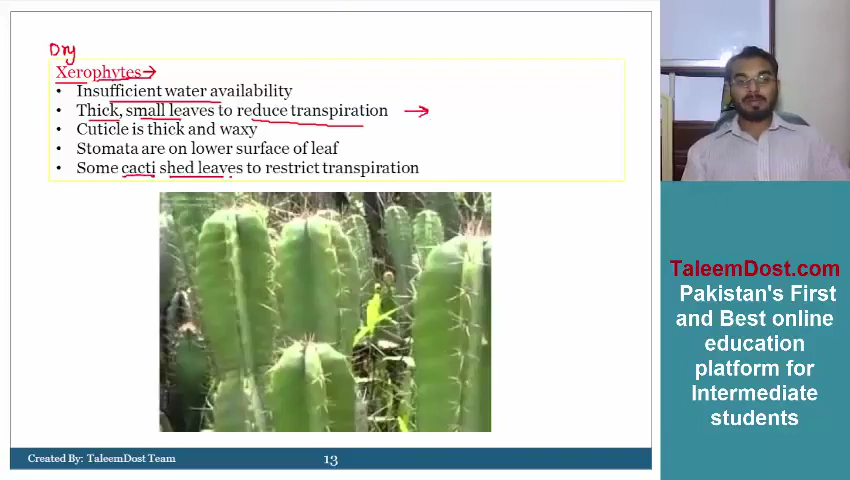 Dry
Xerophytes
• Insufficient water availability
• Thick, small leaves to reduce transpiration
• Cuticle is thick and waxy
• Stomata are on lower surface of leaf
• Some cacti shed leaves to restrict transpiration
TaleemDost.com
Pakistan's First
and Best online
education
platform for
Intermediate
students
Created By: TaleemDost Team
13